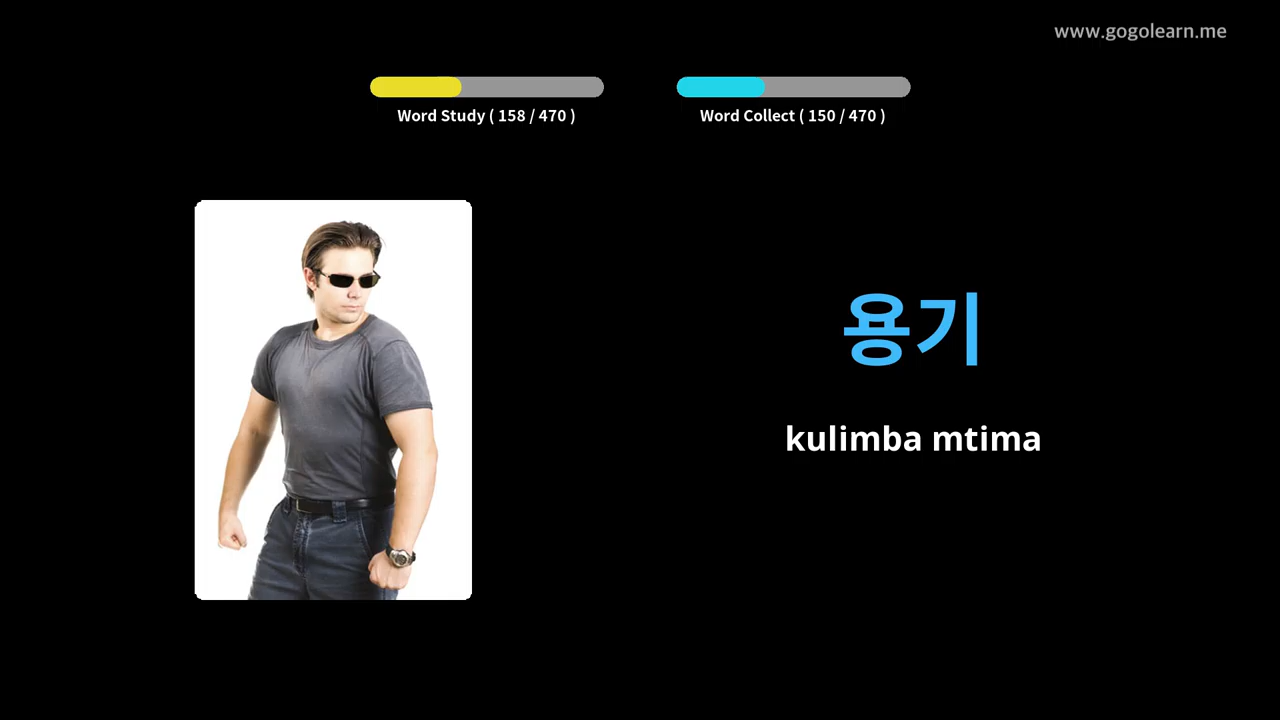 www.gogolearn.me
Word Study ( 158 / 470 )
Word Collect ( 150 / 470 )
용기
kulimba mtima